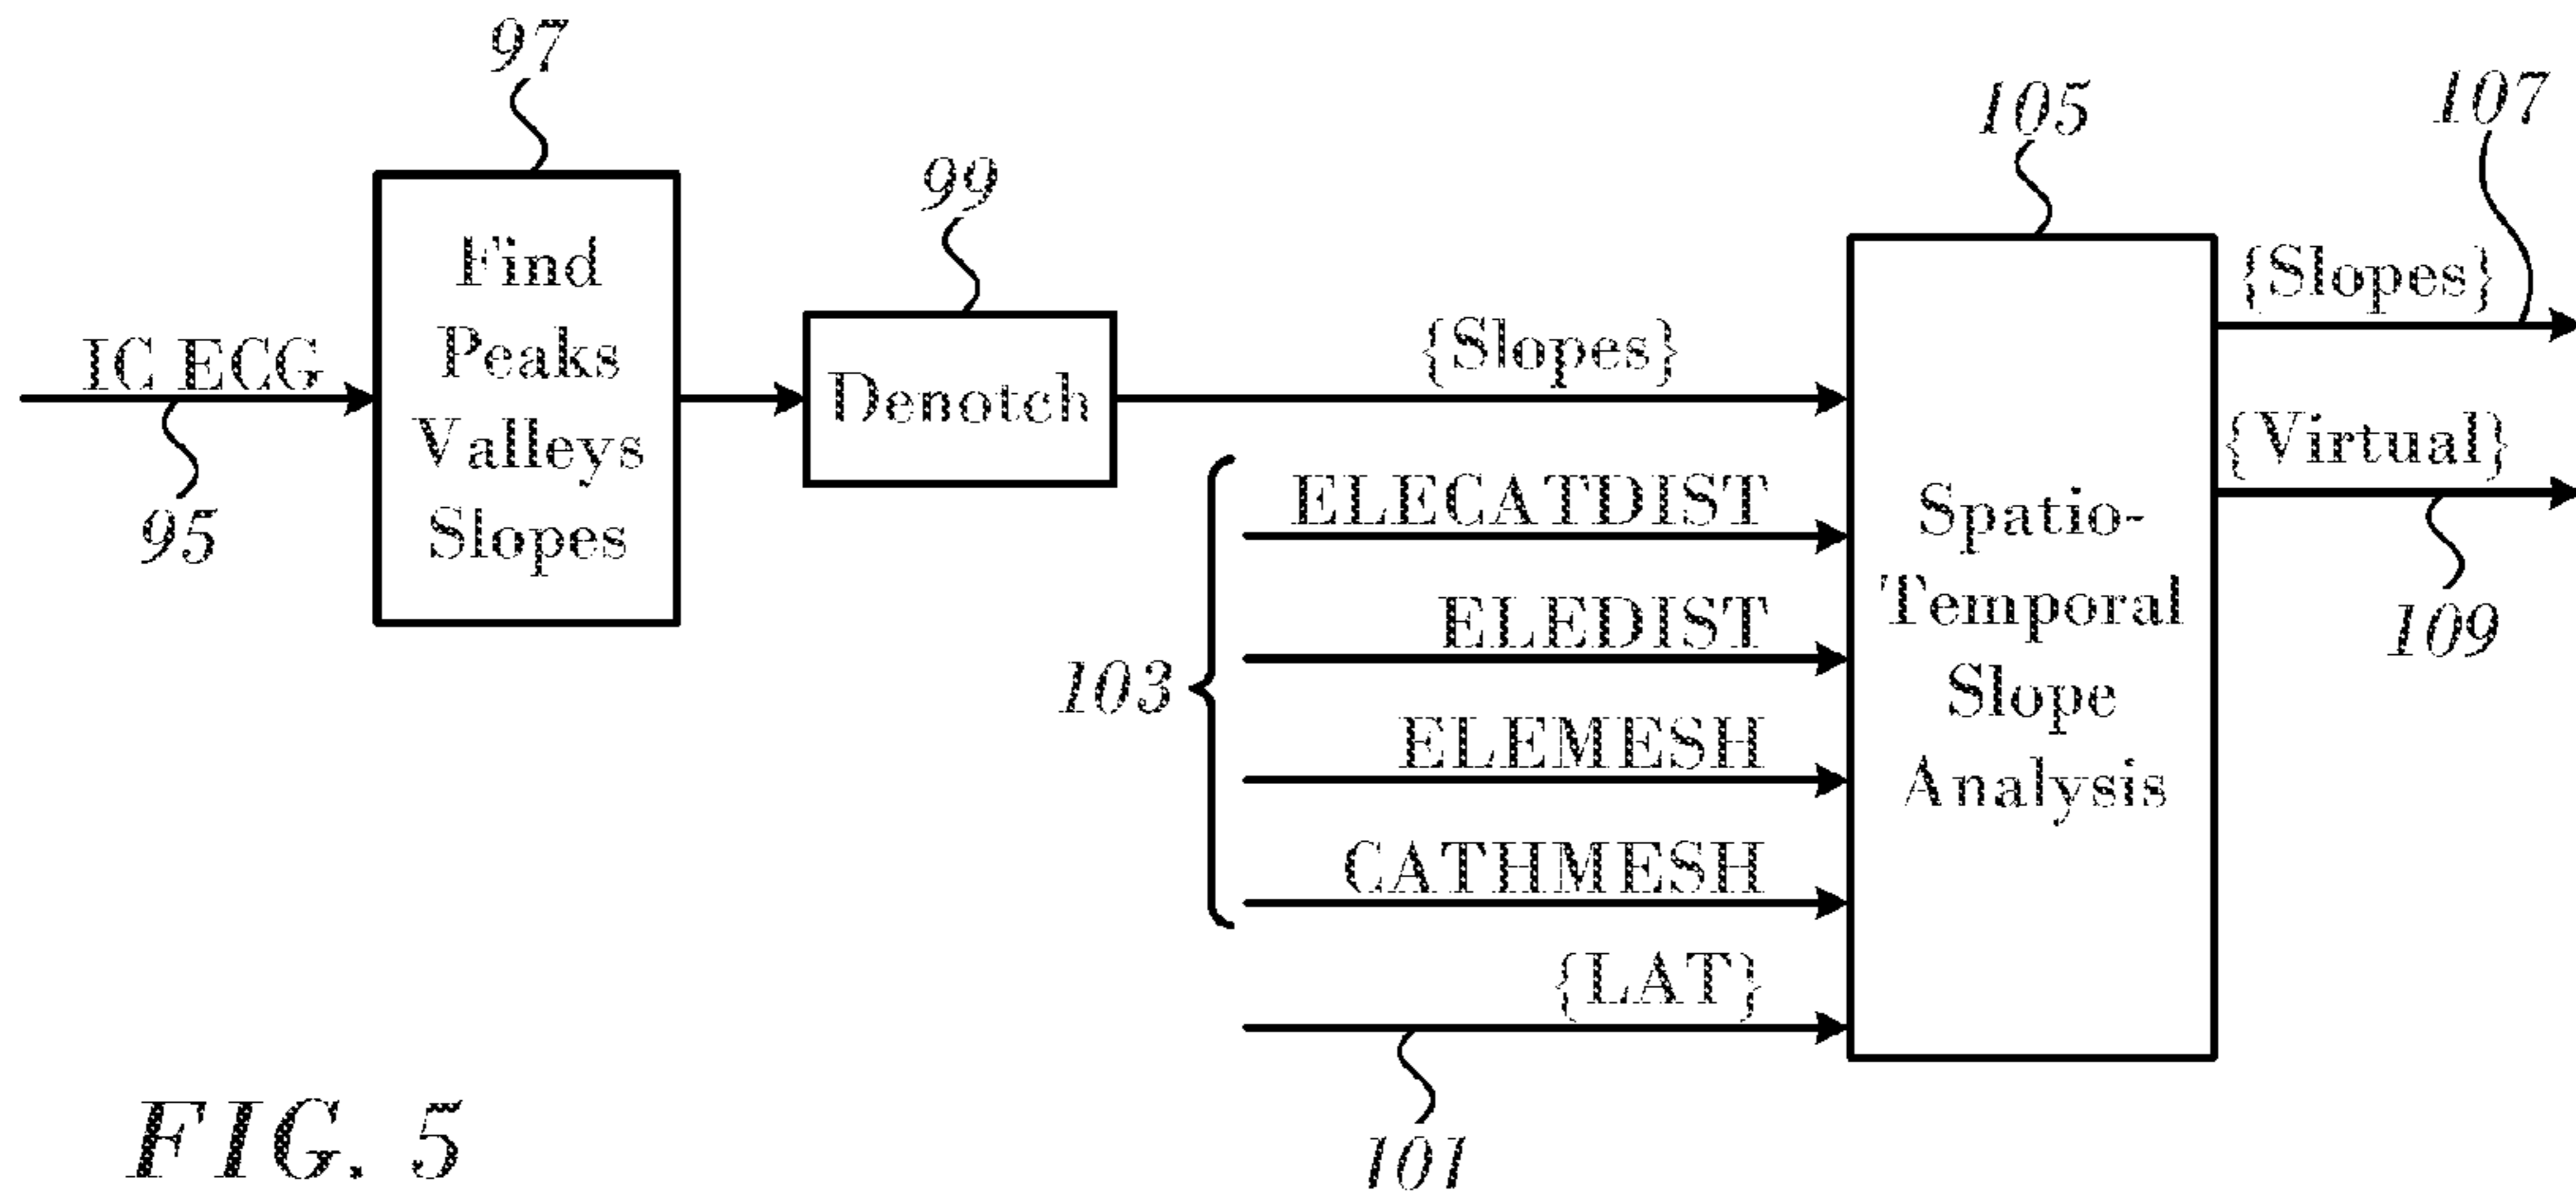 97
105
107
99
Find
Peaks
Valleys
Slopes
IC ECG
95
Denotch
{Slopes}
ELECATDIST
ELEDIST
ELEMESH
CATHMESH
103
{LAT}
101
Spatio-
Temporal
Slope
Analysis
{Slopes}
{Virtual}
109
FIG. 5